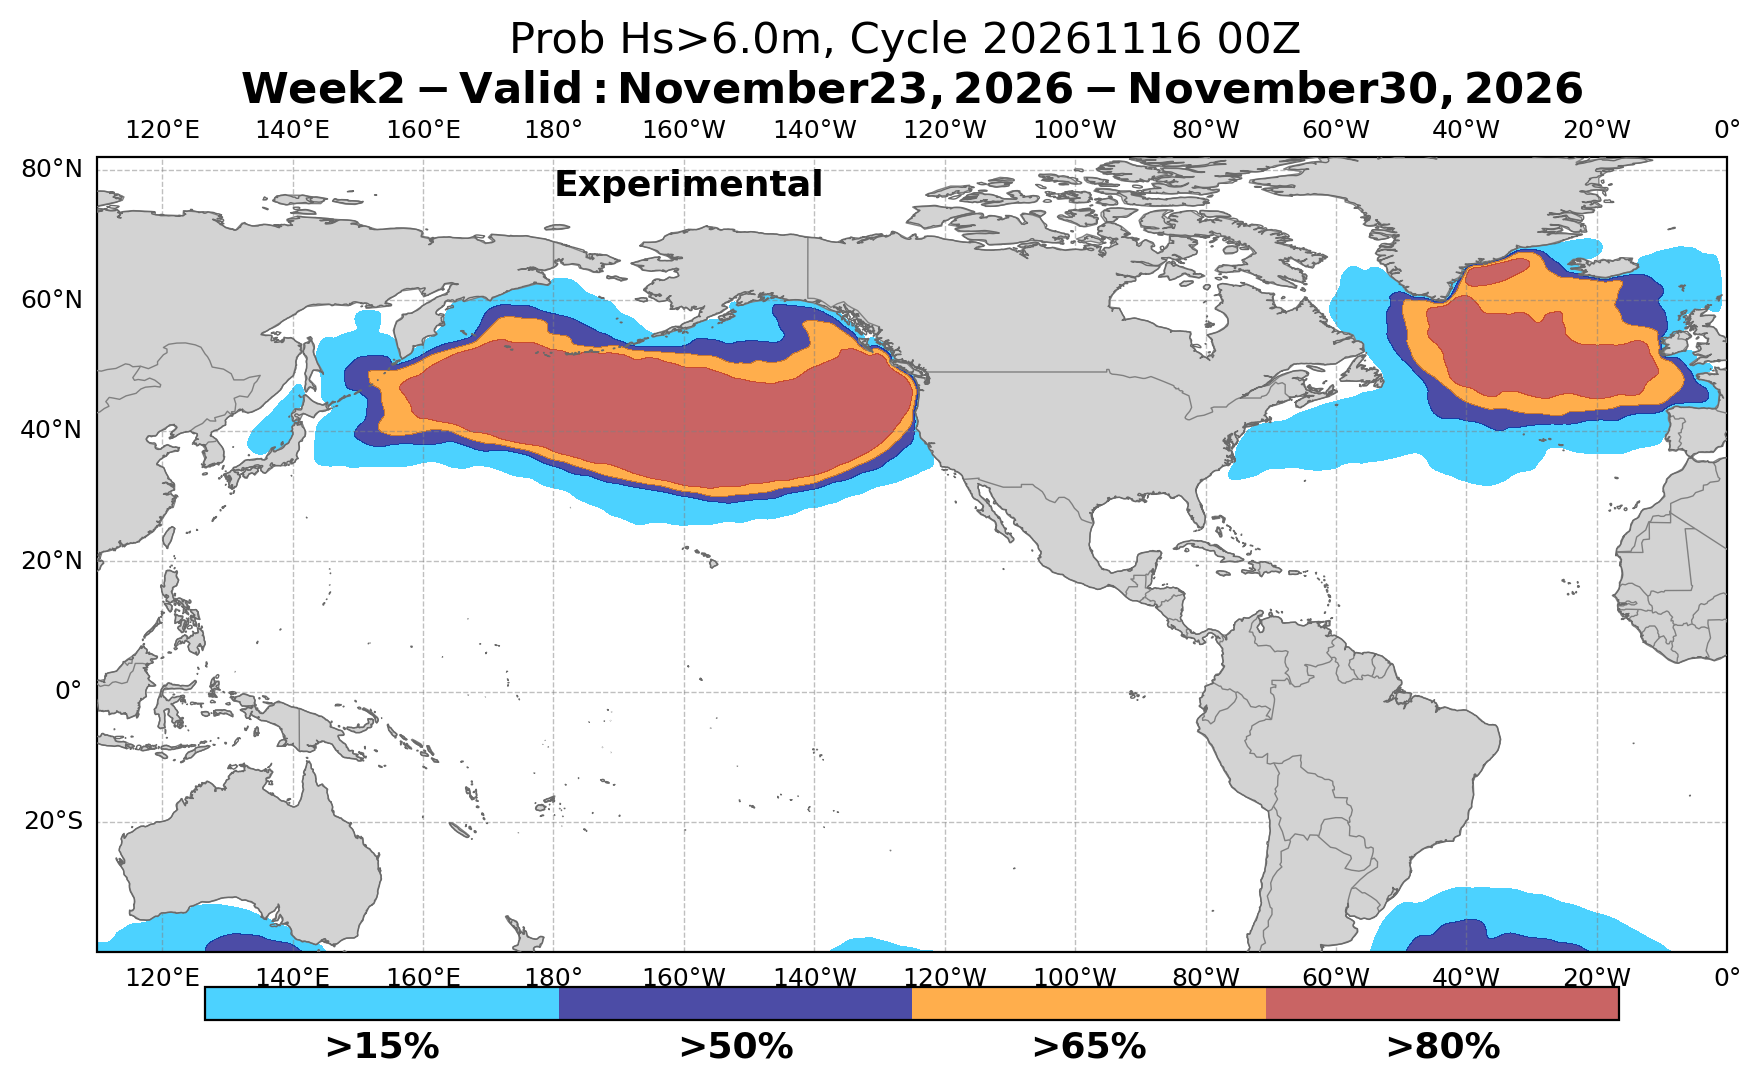 Prob Hs>6.0m, Cycle 20261116 00Z
Week2 − Valid : November23, 2026 − November30, 2026
120°E 140°E 160°E 180° 160°W 140°W 120°W 100°W 80°W 60°W 40°W 20°W 0°
80°N
Experimental
60°N
40°N
20°N
0°
20°S
120°E 140°E 160°E 180° 160°W 140°W 120°W 100°W 80°W 60°W 40°W 20°W 0°
>15% >50% >65% >80%